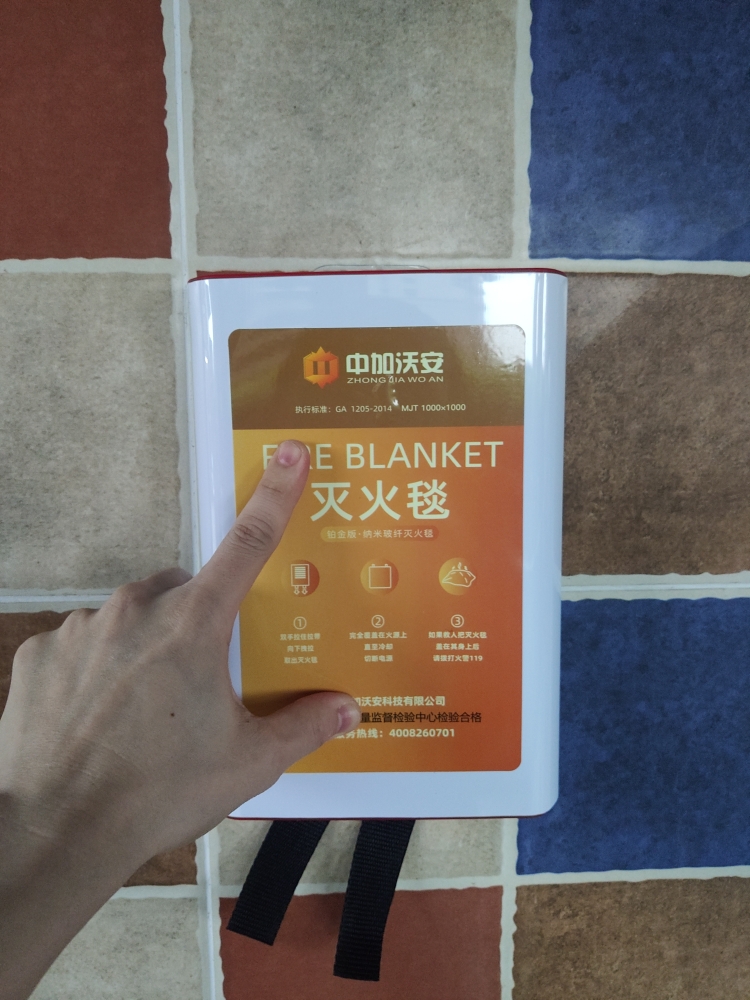 中加沃安
ZHONG JIA WO AN
执行标准：GA 1205-2014 MJT 1000×1000
BLANKET
灭火毯
铂金版·纳米玻纤灭火毯
① ② ③
双手拉住拉带 完全覆盖在火源上 如果救人把灭火毯
向下拽拉 直至冷却 盖在其身上后
取出灭火毯 切断电源 请拨打火警119
加沃安科技有限公司
量监督检验中心检验合格
务热线：4008260701